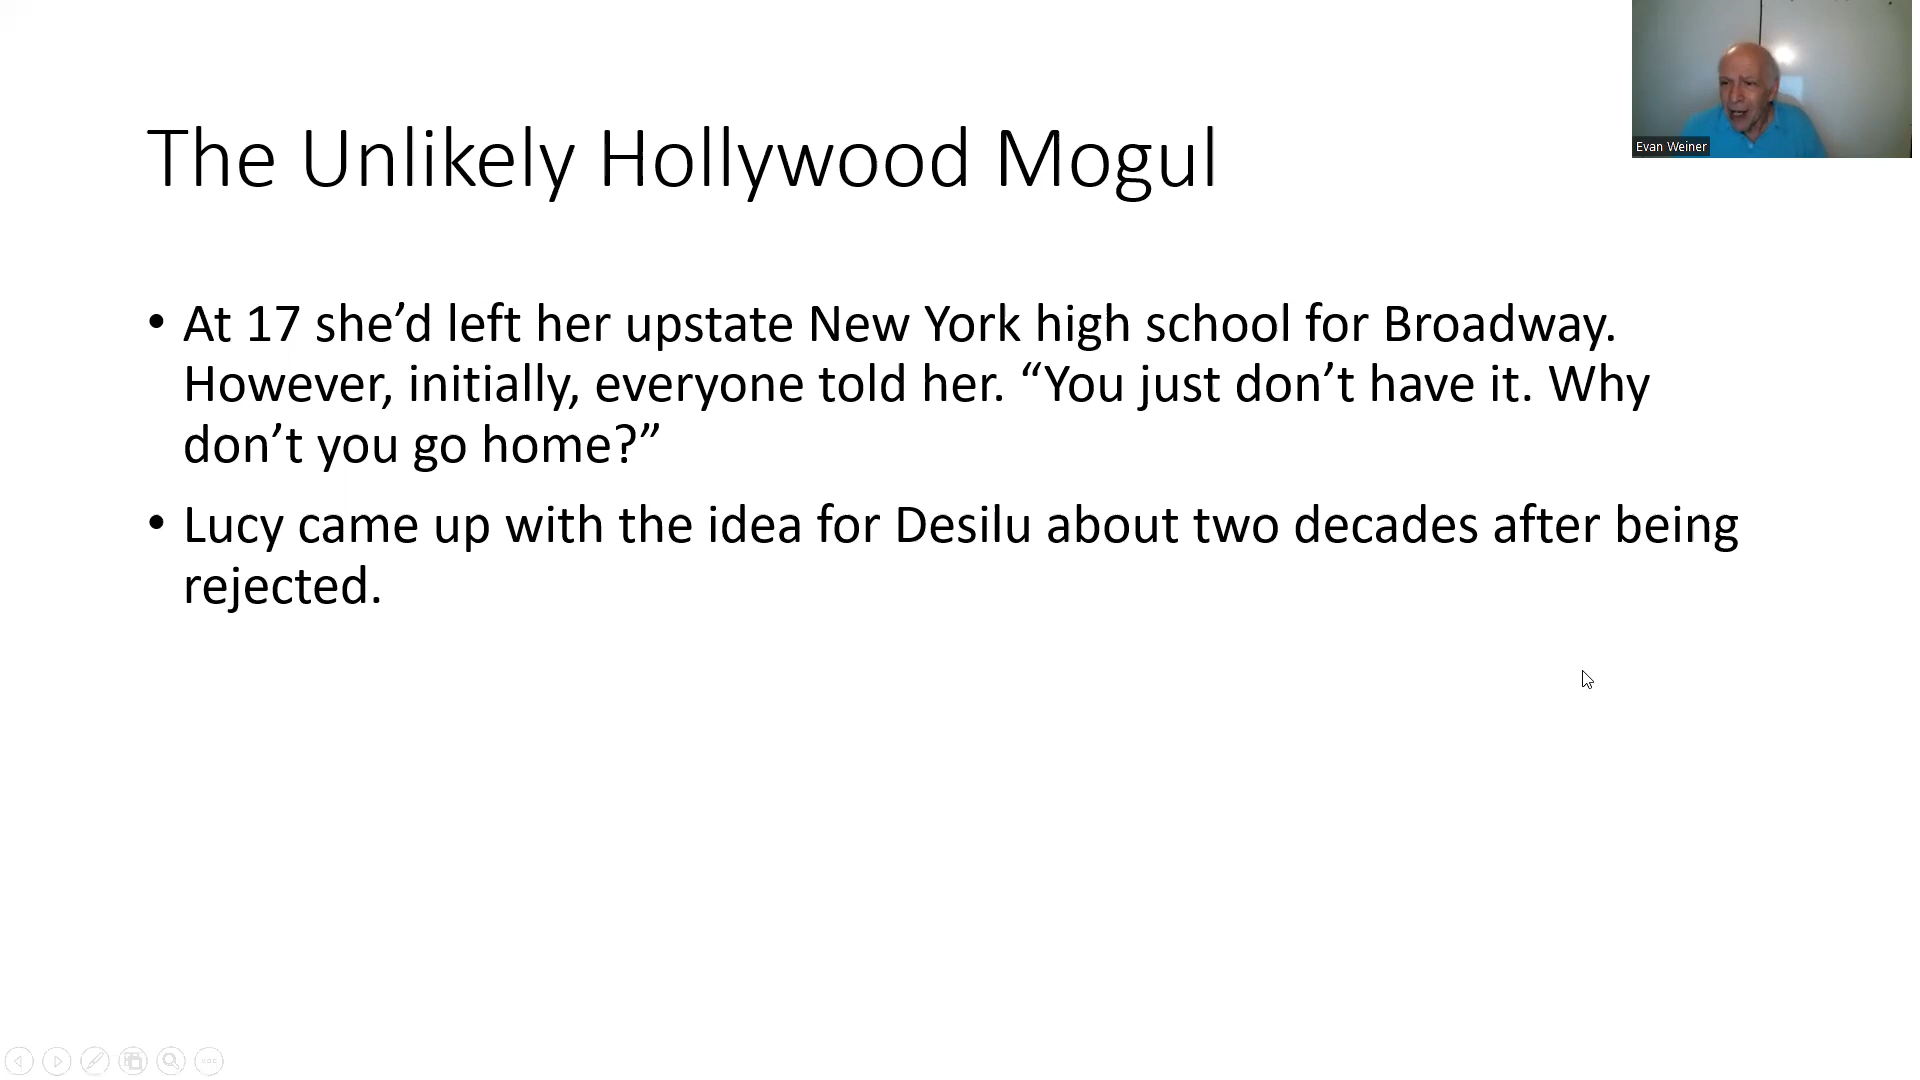 The Unlikely Hollywood Mogul
Evan Weiner
• At 17 she’d left her upstate New York high school for Broadway.
However, initially, everyone told her. “You just don’t have it. Why
don’t you go home?”
• Lucy came up with the idea for Desilu about two decades after being
rejected.